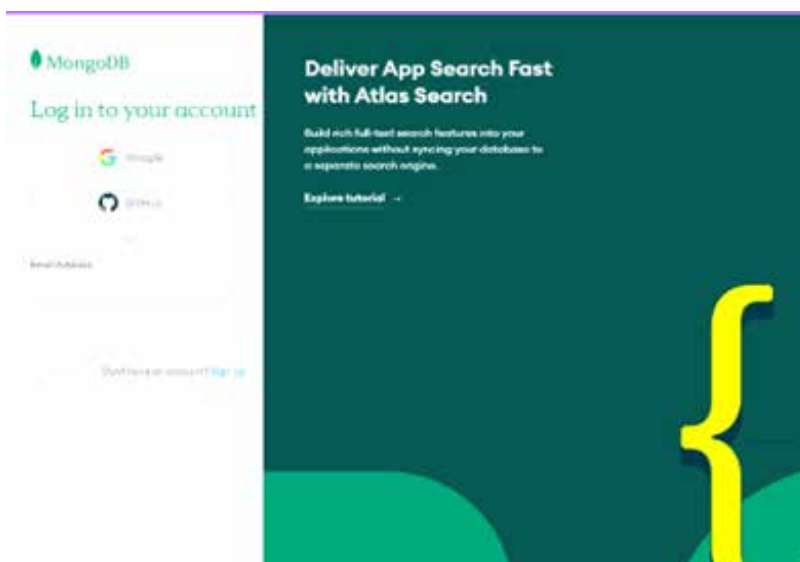 MongoDB
Log in to your account
Google
GitHub
Email Address
Don't have an account? Sign up
Deliver App Search Fast
with Atlas Search
Build rich full-text search features into your
applications without syncing your database to
a separate search engine.
Explore tutorial →